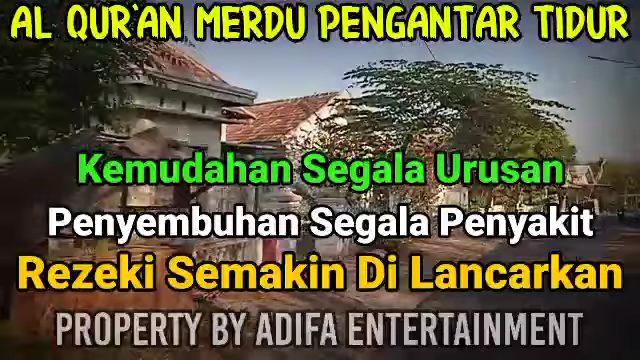 AL QUR`AN MERDU PENGANTAR TIDUR
Kemudahan Segala Urusan
Penyembuhan Segala Penyakit
Rezeki Semakin Di Lancarkan
PROPERTY BY ADIFA ENTERTAINMENT